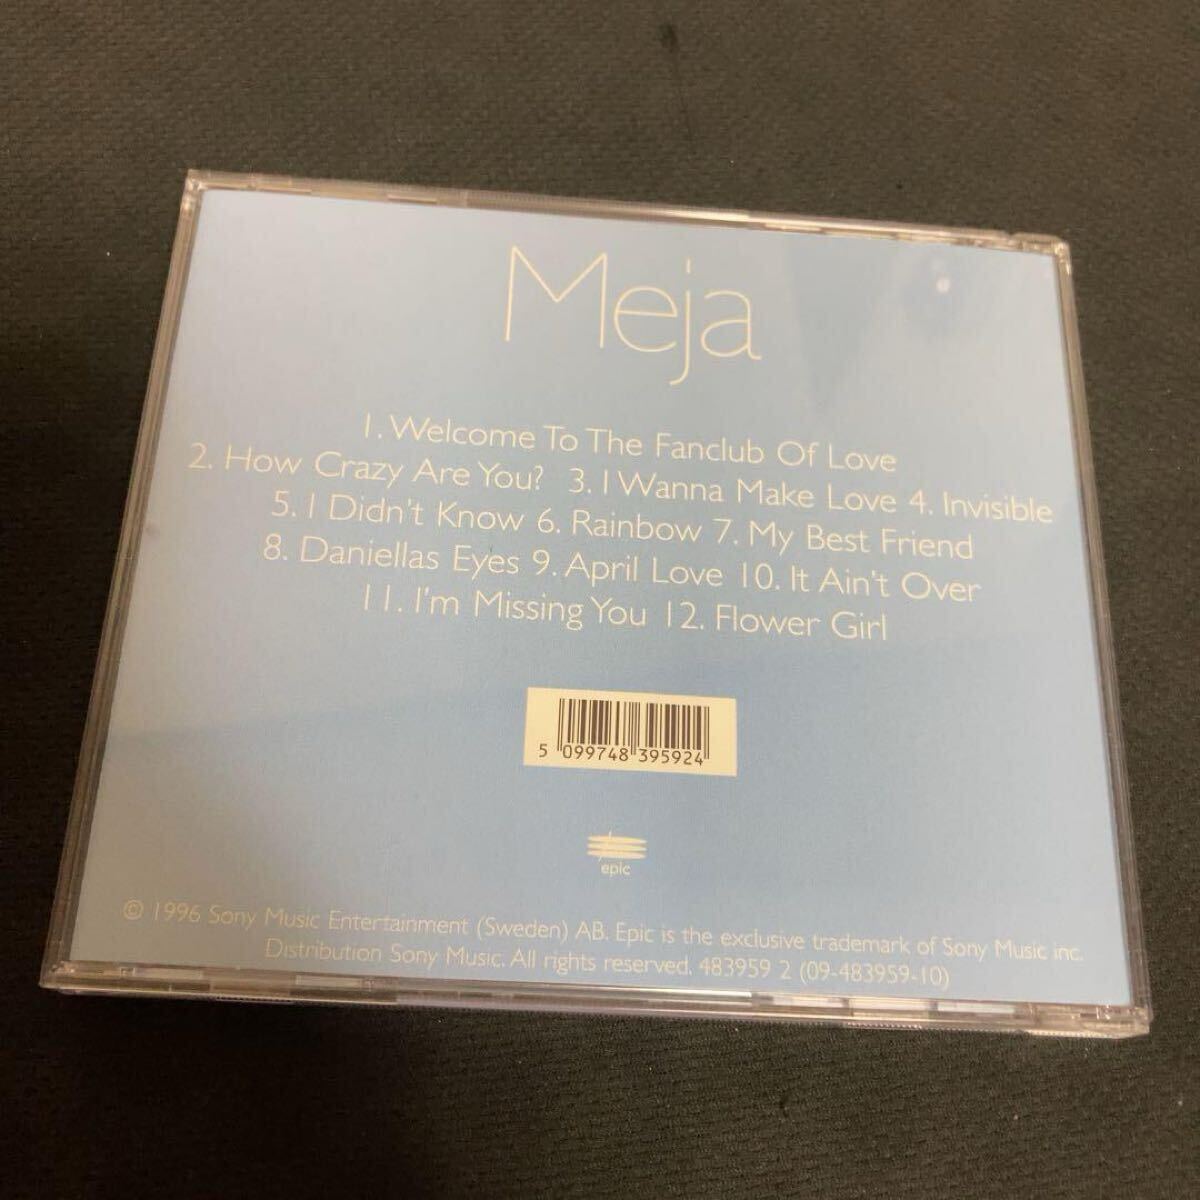 Meja
1. Welcome To The Fanclub Of Love
2. How Crazy Are You? 3. I Wanna Make Love 4. Invisible
5. I Didn't Know 6. Rainbow 7. My Best Friend
8. Daniellas Eyes 9. April Love 10. It Ain't Over
11. I'm Missing You 12. Flower Girl
5 099748 395924
epic
© 1996 Sony Music Entertainment (Sweden) AB. Epic is the exclusive trademark of Sony Music inc.
Distribution Sony Music. All rights reserved. 483959 2 (09-483959-10)